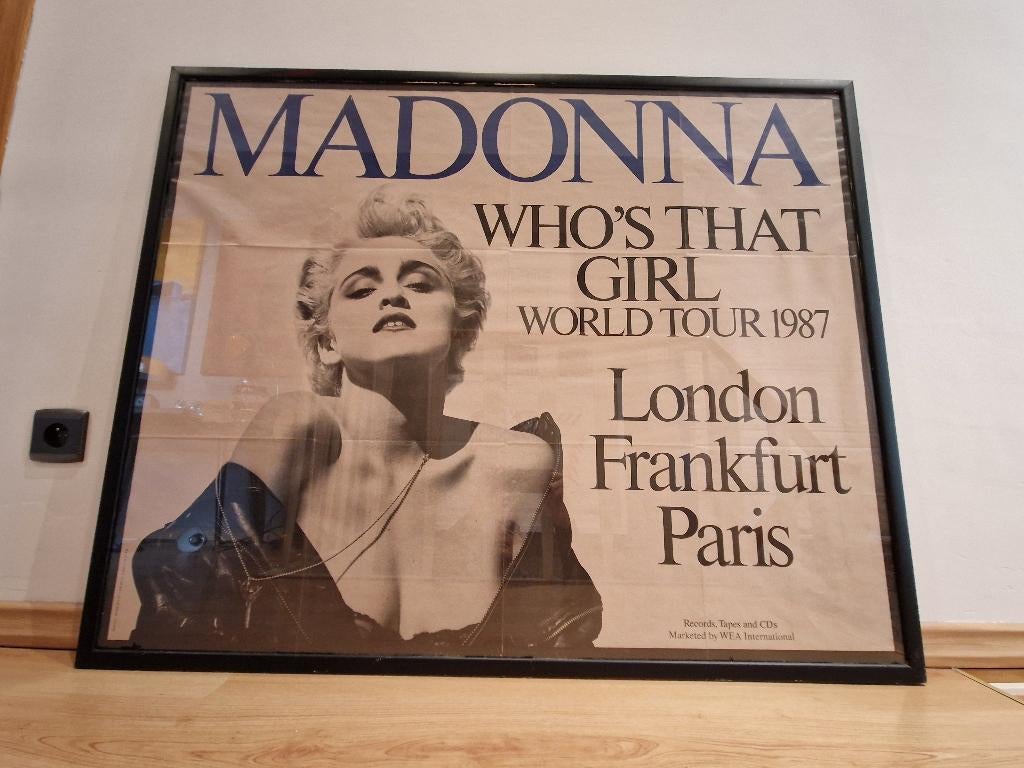 MADONNA
WHO'S THAT
GIRL
WORLD TOUR 1987
London
Frankfurt
Paris
Records, Tapes and CDs
Marketed by WEA International